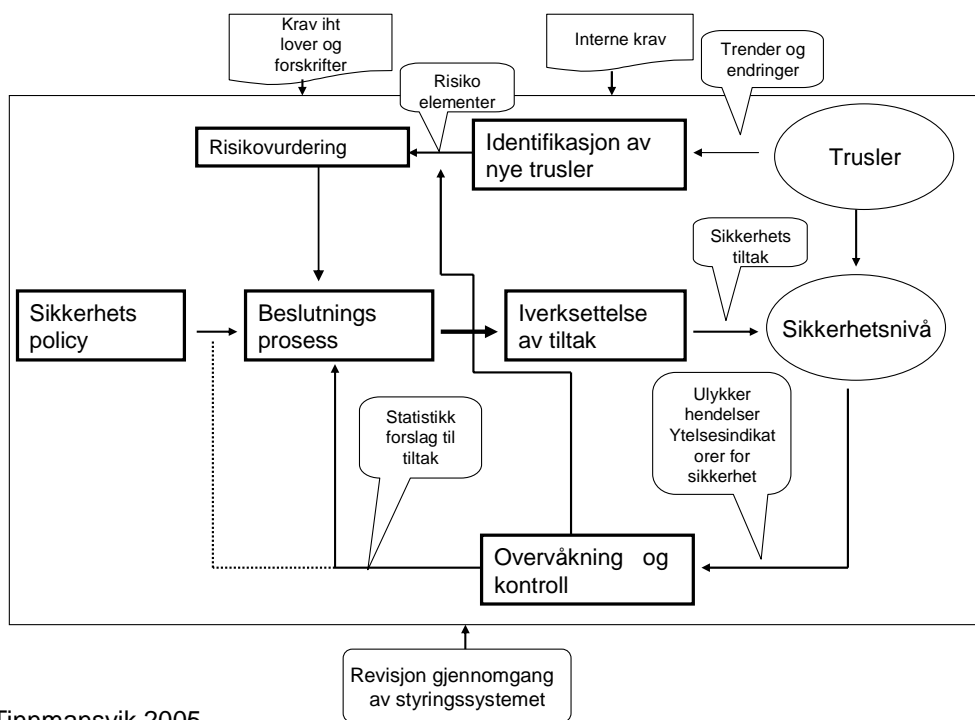 Krav iht
lover og
forskrifter
Interne krav
Trender og
endringer
Risiko
elementer
Risikovurdering
Identifikasjon av
nye trusler
Trusler
Sikkerhets
tiltak
Sikkerhets
policy
Beslutnings
prosess
Iverksettelse
av tiltak
Sikkerhetsnivå
Statistikk
forslag til
tiltak
Ulykker
hendelser
Ytelsesindikat
orer for
sikkerhet
Overvåkning og
kontroll
Revisjon gjennomgang
av styringssystemet
Tinnmansvik 2005